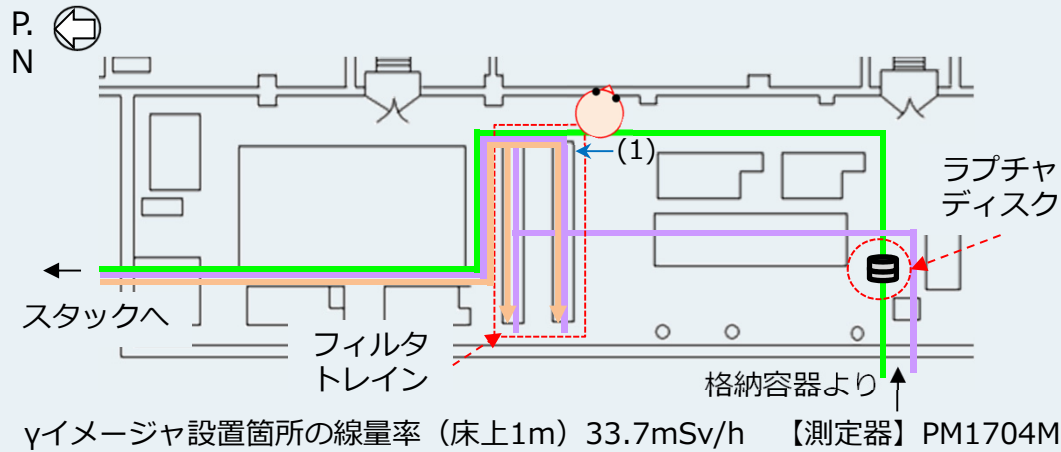 P.
N
(1)
ラプチャ
ディスク
スタックへ
フィルタ
トレイン
格納容器より
γイメージャ設置箇所の線量率（床上1m）33.7mSv/h 【測定器】PM1704M